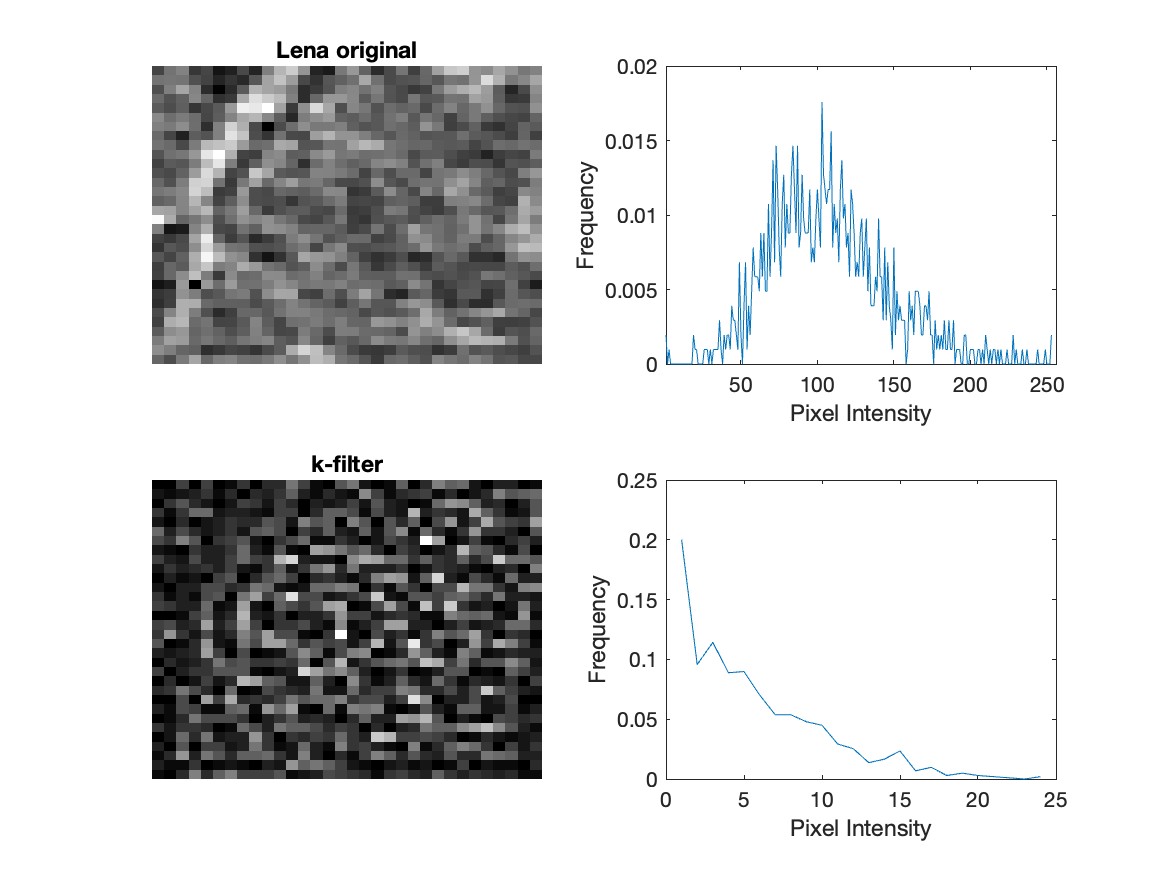 Lena original
0.02
0.015
0.01
0.005
0
Frequency
50 100 150 200 250
Pixel Intensity
k-filter
0.25
0.2
0.15
0.1
0.05
0
Frequency
0 5 10 15 20 25
Pixel Intensity